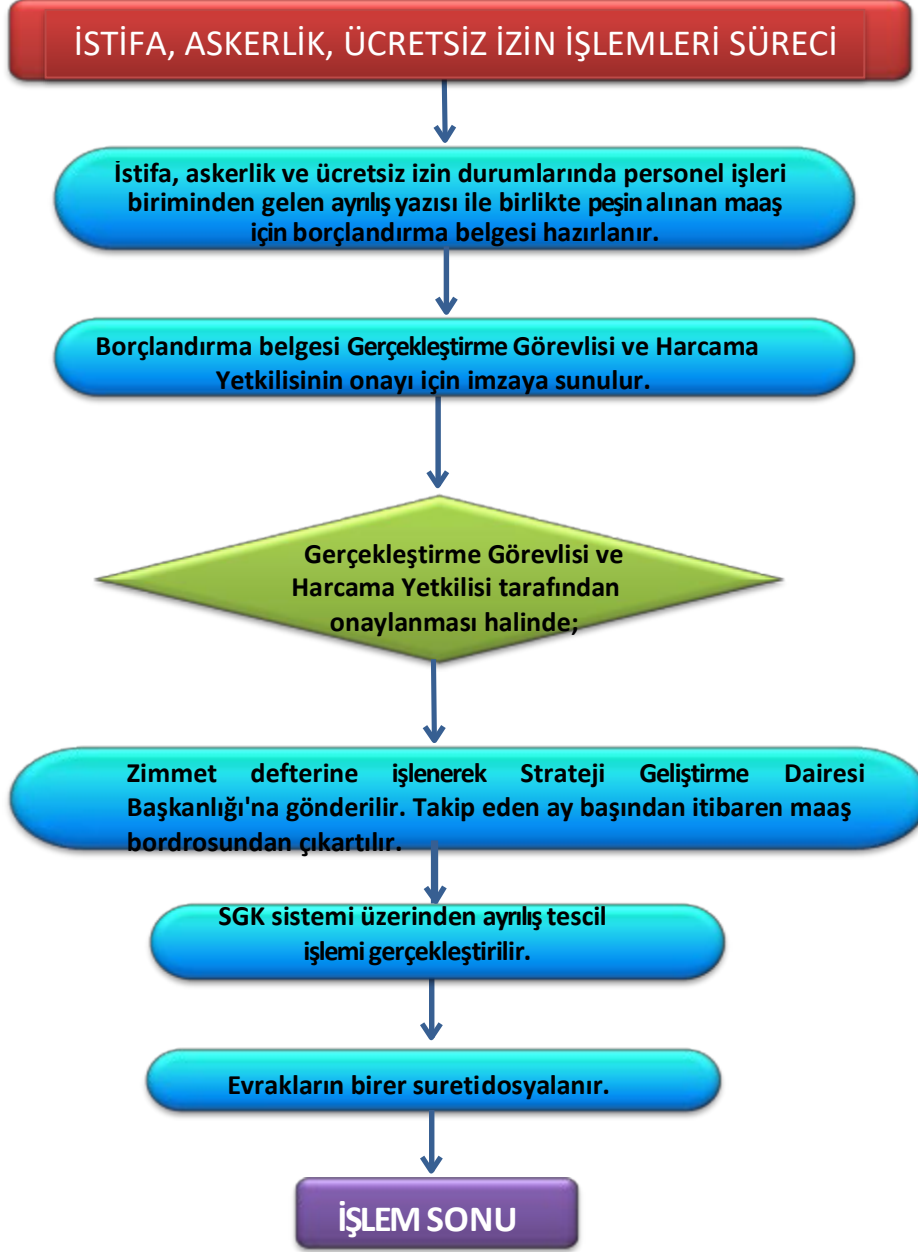 İSTİFA, ASKERLİK, ÜCRETSİZ İZİN İŞLEMLERİ SÜRECİ
İstifa, askerlik ve ücretsiz izin durumlarında personel işleri
biriminden gelen ayrılış yazısı ile birlikte peşin alınan maaş
için borçlandırma belgesi hazırlanır.
Borçlandırma belgesi Gerçekleştirme Görevlisi ve Harcama
Yetkilisinin onayı için imzaya sunulur.
Gerçekleştirme Görevlisi ve
Harcama Yetkilisi tarafından
onaylanması halinde;
Zimmet defterine işlenerek Strateji Geliştirme Dairesi
Başkanlığı'na gönderilir. Takip eden ay başından itibaren maaş
bordrosundan çıkartılır.
SGK sistemi üzerinden ayrılış tescil
işlemi gerçekleştirilir.
Evrakların birer suretidosyalanır.
İŞLEM SONU